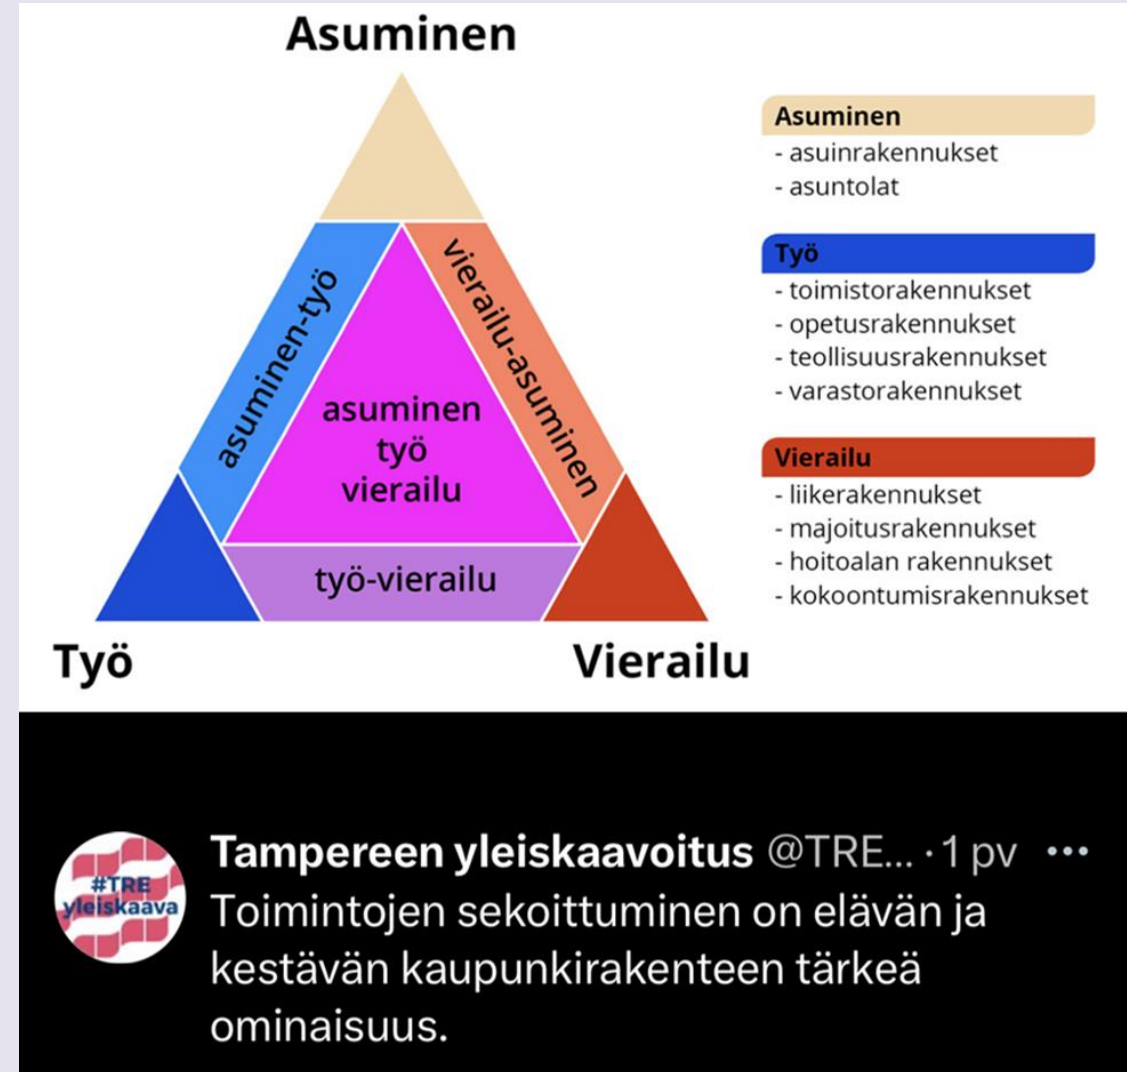 Asuminen
asuminen-työ
vierailu-asuminen
asuminen
työ
vierailu
työ-vierailu
Työ
Vierailu
Asuminen
- asuinrakennukset
- asuntolat
Työ
- toimistorakennukset
- opetusrakennukset
- teollisuusrakennukset
- varastorakennukset
Vierailu
- liikerakennukset
- majoitusrakennukset
- hoitoalan rakennukset
- kokoontumisrakennukset
#TRE
yleiskaava
Tampereen yleiskaavoitus @TRE... · 1 pv ···
Toimintojen sekoittuminen on elävän ja
kestävän kaupunkirakenteen tärkeä
ominaisuus.